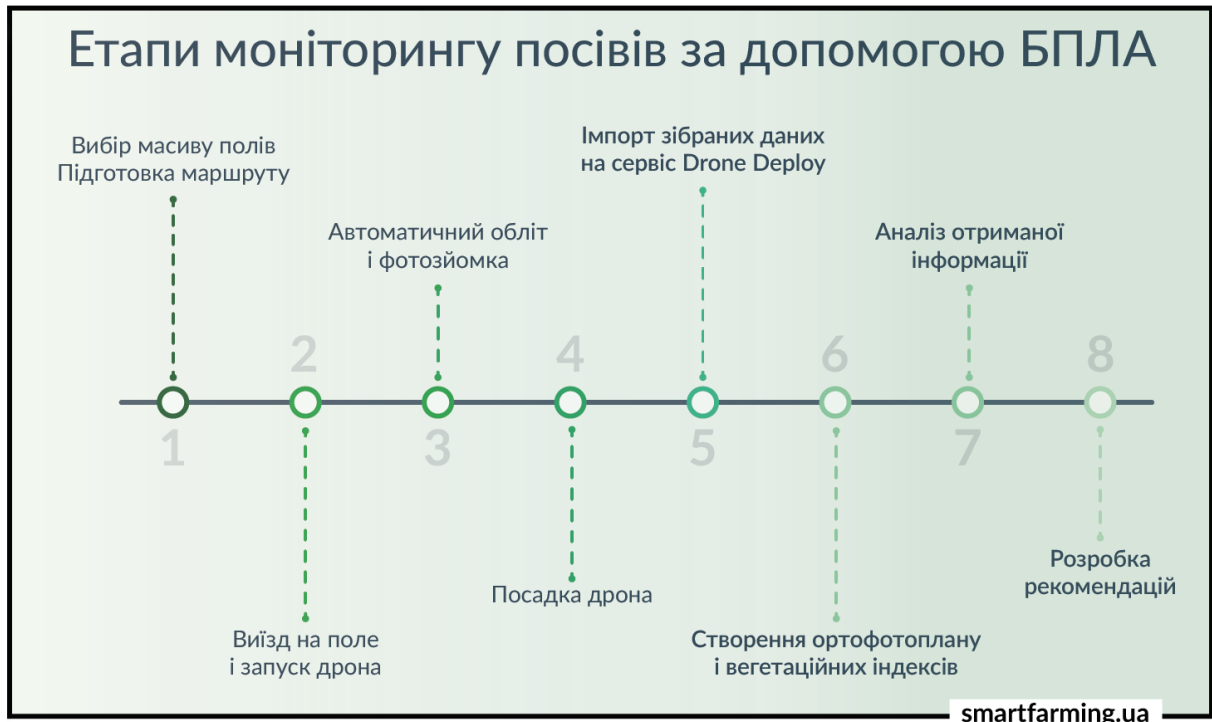 Етапи моніторингу посівів за допомогою БПЛА
Вибір масиву полів
Підготовка маршруту
1
2
Виїзд на поле
і запуск дрона
Автоматичний обліт
і фотозйомка
3
4
Посадка дрона
Імпорт зібраних даних
на сервіс Drone Deploy
5
6
Створення ортофотоплану
і вегетаційних індексів
Аналіз отриманої
інформації
7
8
Розробка
рекомендацій
smartfarming.ua